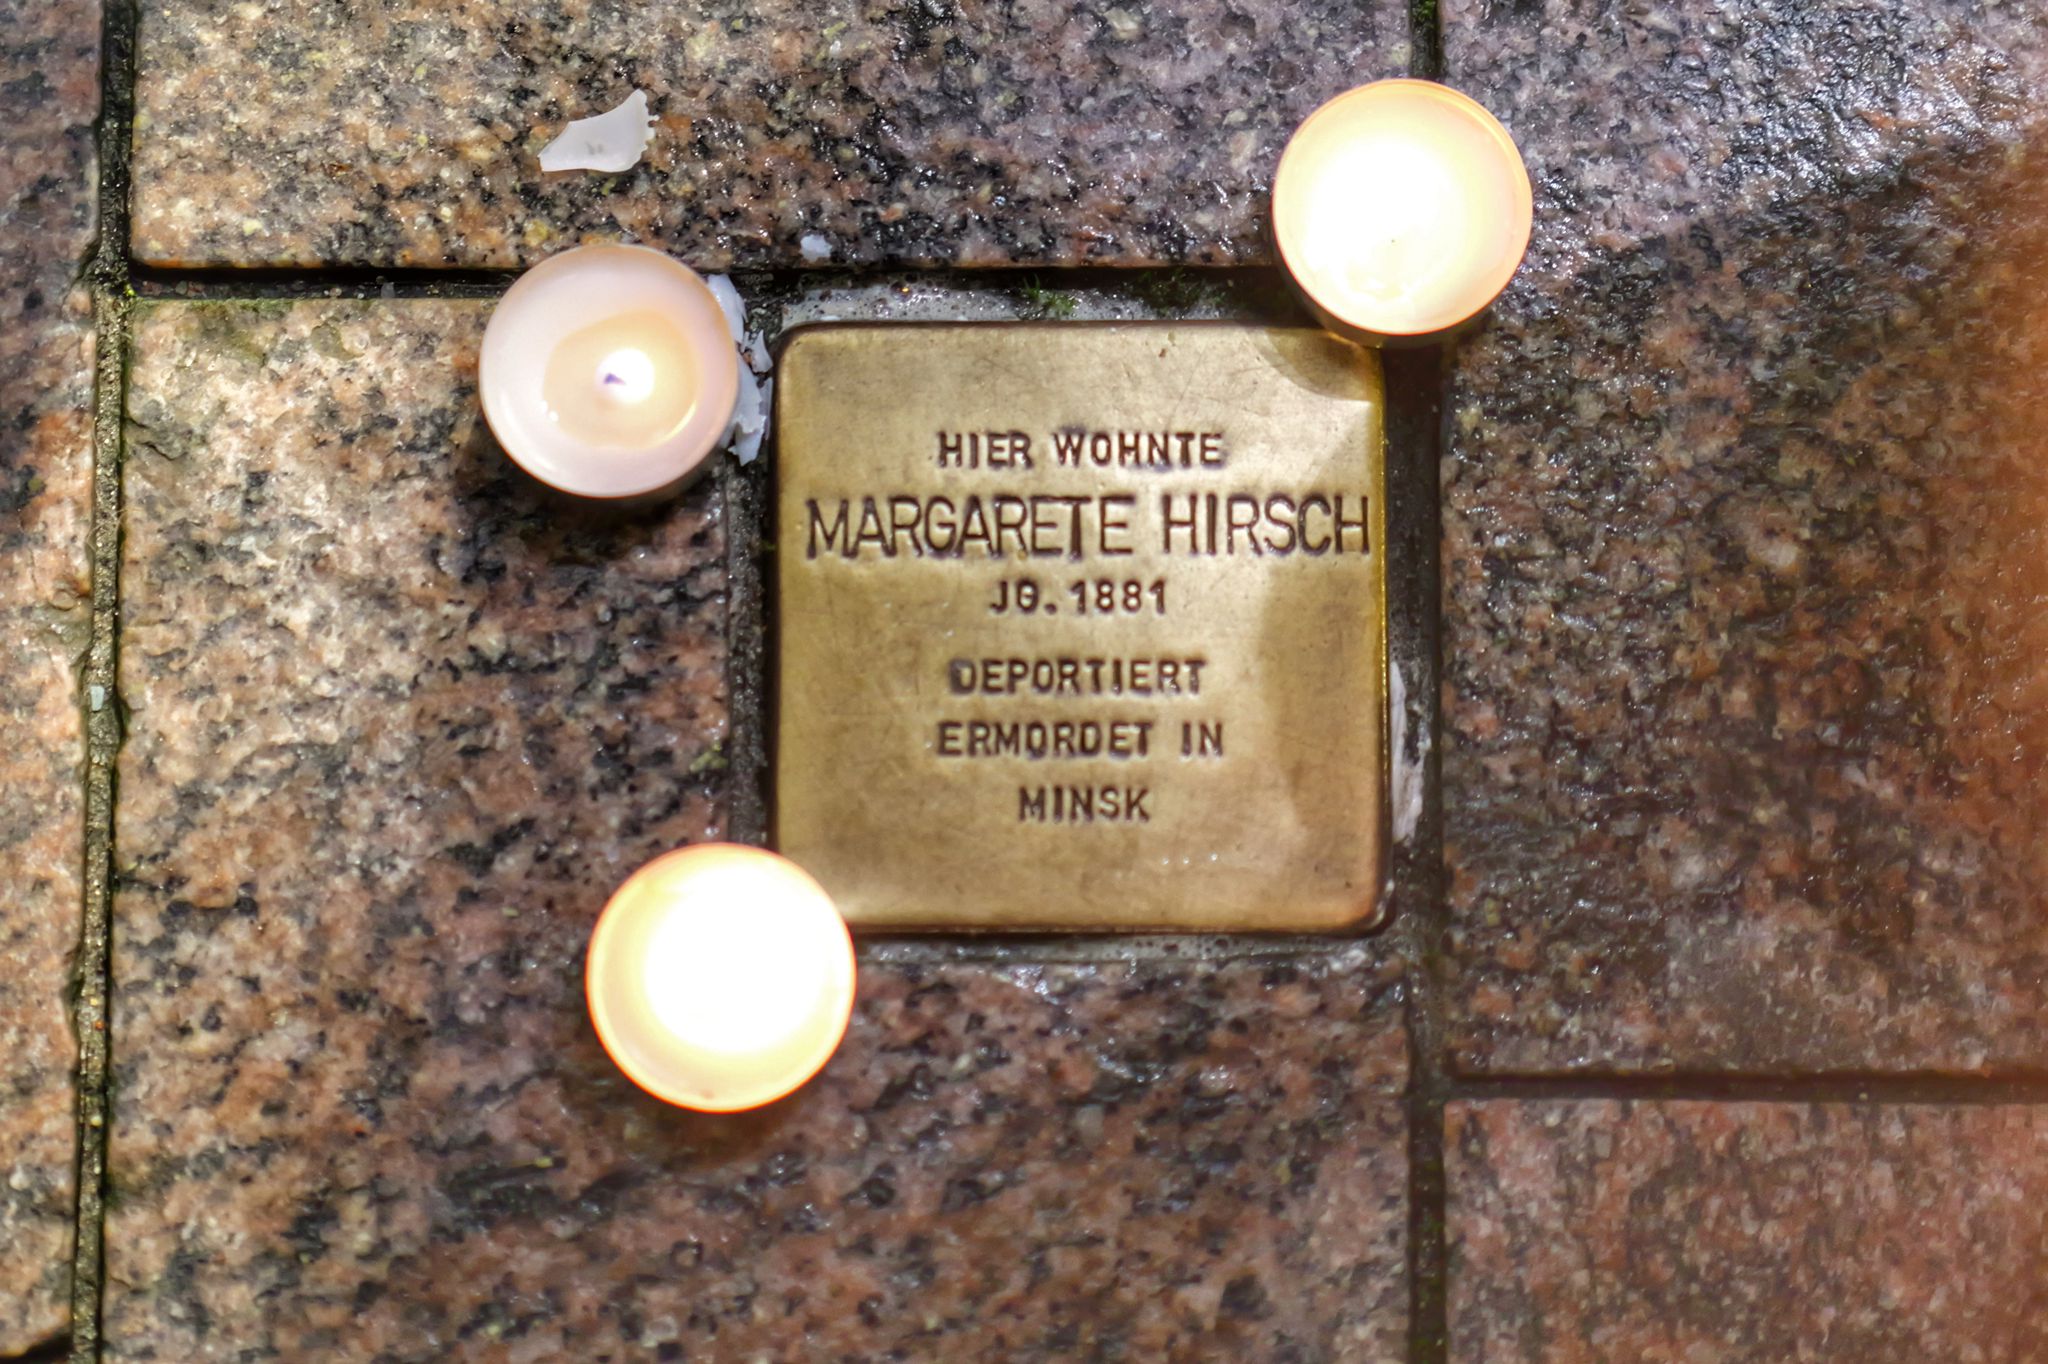 HIER WOHNTE
MARGARETE HIRSCH
JG. 1881
DEPORTIERT
ERMORDET IN
MINSK